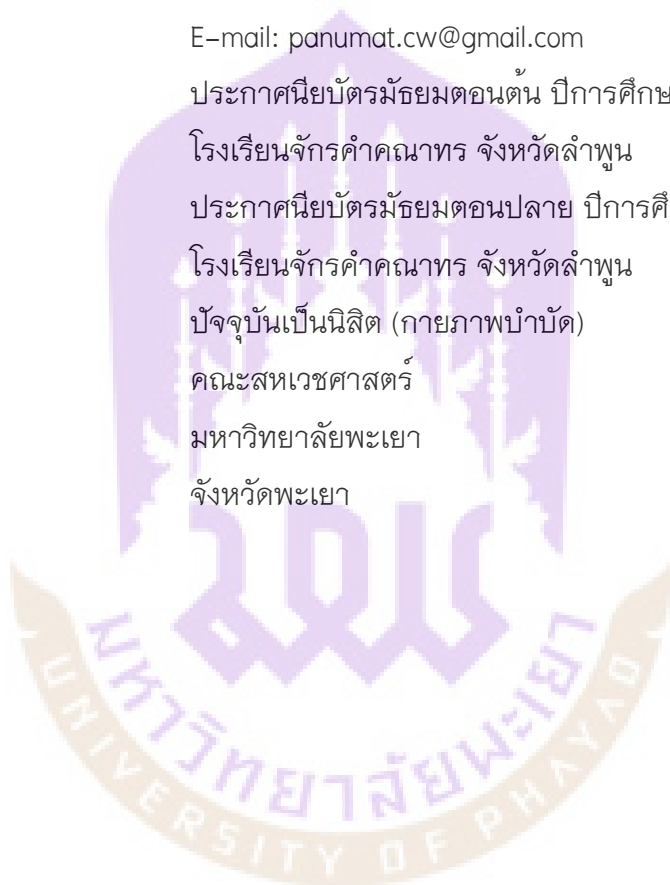 E-mail: panumat.cw@gmail.com
ประกาศนียบัตรมัธยมตอนต้น ปีการศึกษ
โรงเรียนจักรคำคณาทร จังหวัดลำพูน
ประกาศนียบัตรมัธยมตอนปลาย ปีการศึ
โรงเรียนจักรคำคณาทร จังหวัดลำพูน
ปัจจุบันเป็นนิสิต (กายภาพบำบัด)
คณะสหเวชศาสตร์
มหาวิทยาลัยพะเยา
จังหวัดพะเยา
มหาวิทยาลัยพะเยา
UNIVERSITY OF PHAYAO